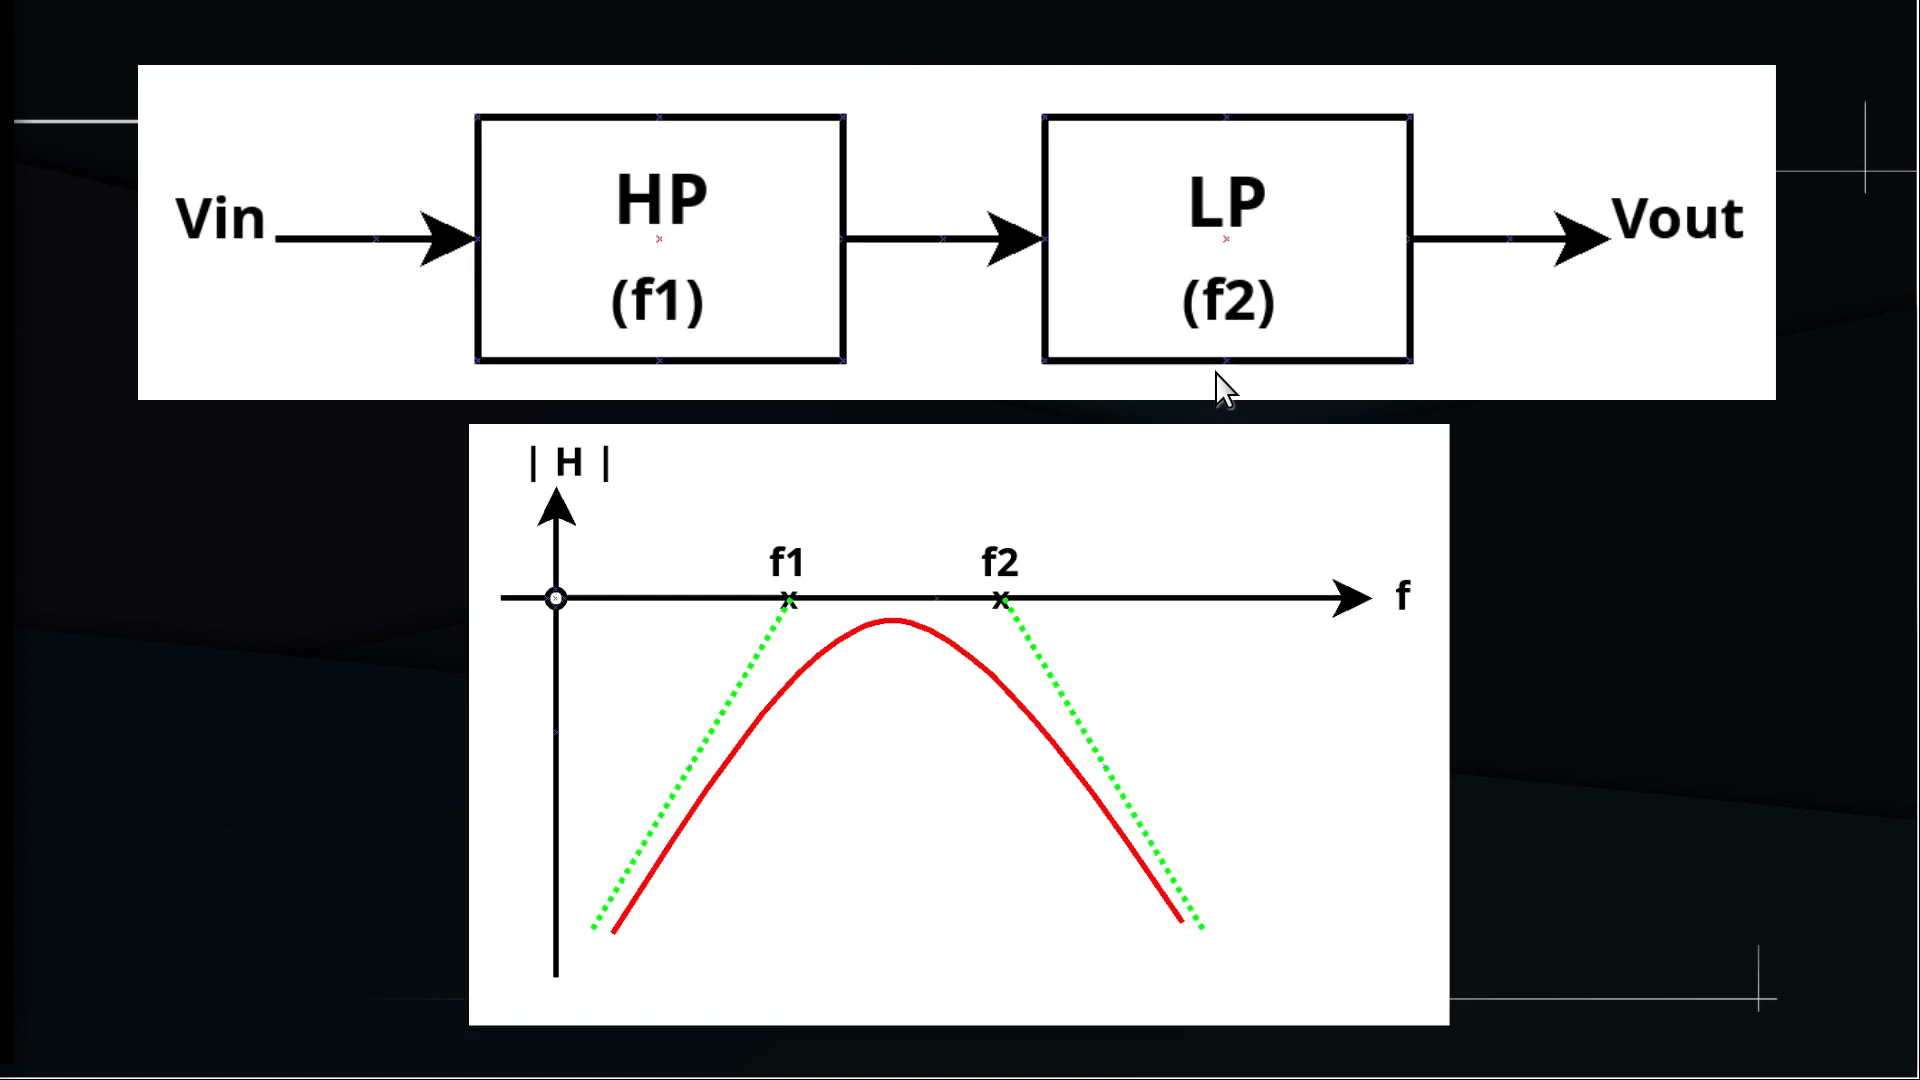 Vin
HP
(f1)
LP
(f2)
Vout
| H |
f1
f2
x
x
f